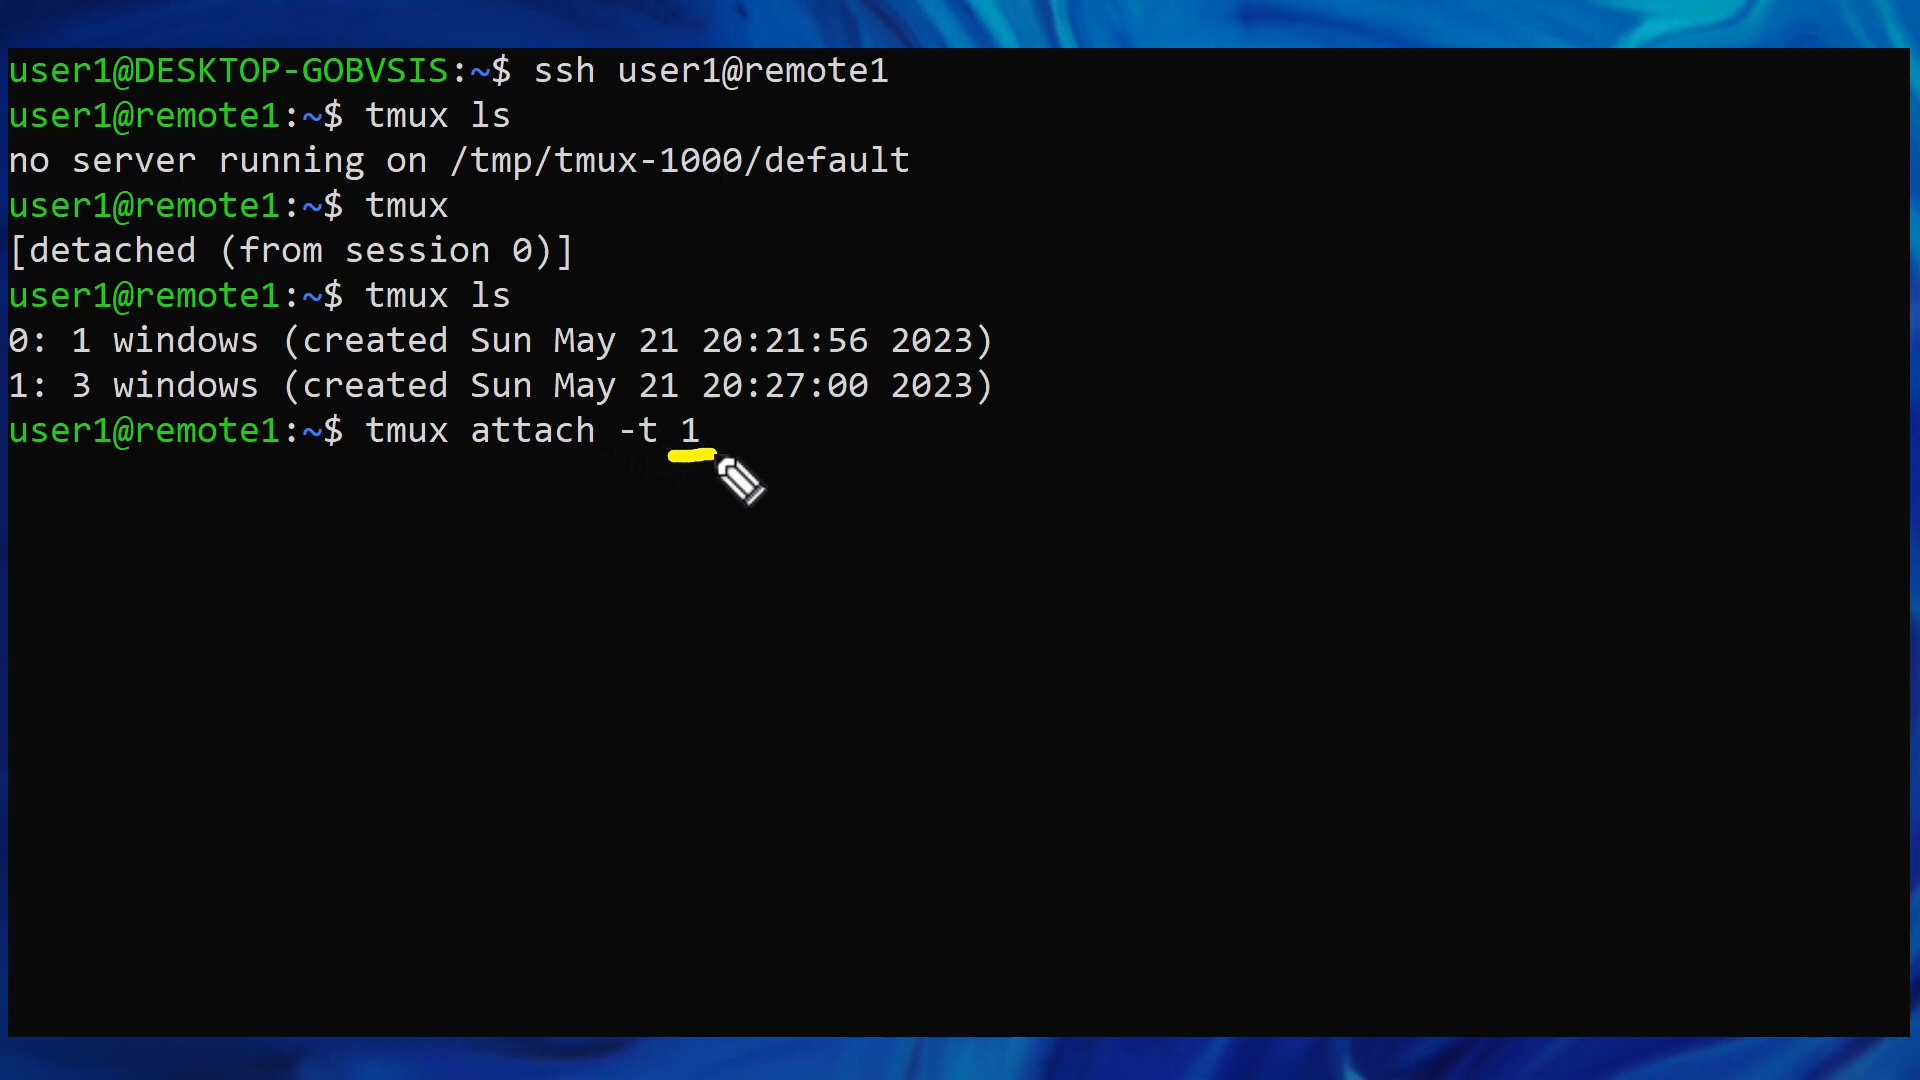 user1@DESKTOP-GOBVSIS:~$ ssh user1@remote1
user1@remote1:~$ tmux ls
no server running on /tmp/tmux-1000/default
user1@remote1:~$ tmux
[detached (from session 0)]
user1@remote1:~$ tmux ls
0: 1 windows (created Sun May 21 20:21:56 2023)
1: 3 windows (created Sun May 21 20:27:00 2023)
user1@remote1:~$ tmux attach -t 1